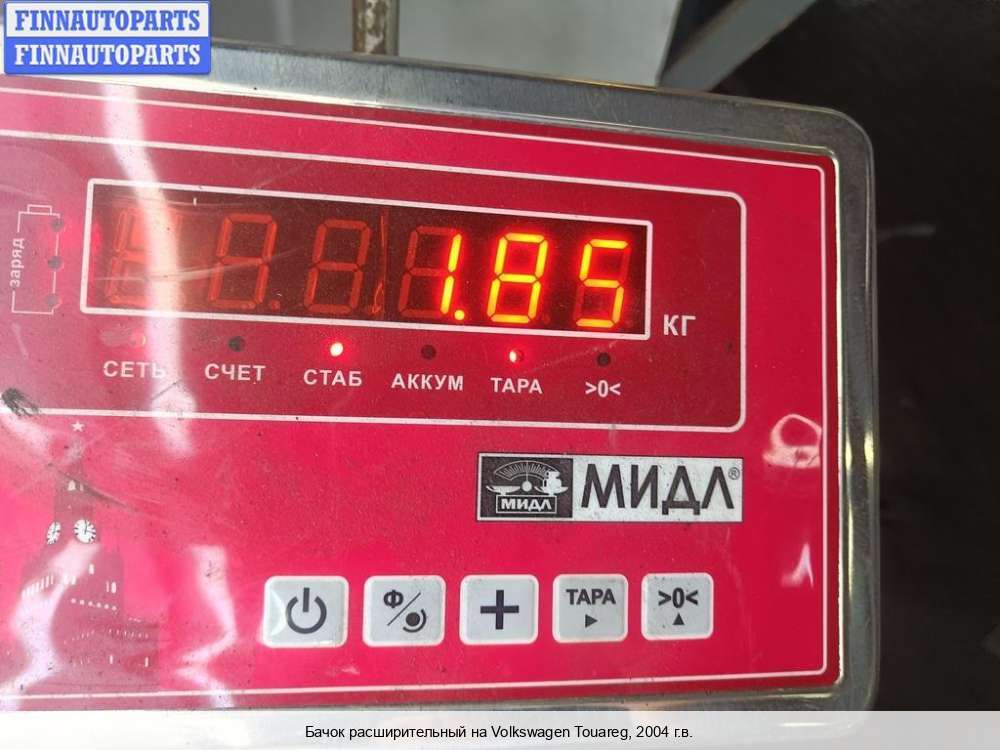 FINNAUTOPARTS
FINNAUTOPARTS
заряд
1.85
КГ
СЕТЬ СЧЕТ СТАБ АККУМ ТАРА >0<
МИДЛ МИДЛ®
Ф ТАРА >0<
Бачок расширительный на Volkswagen Touareg, 2004 г.в.